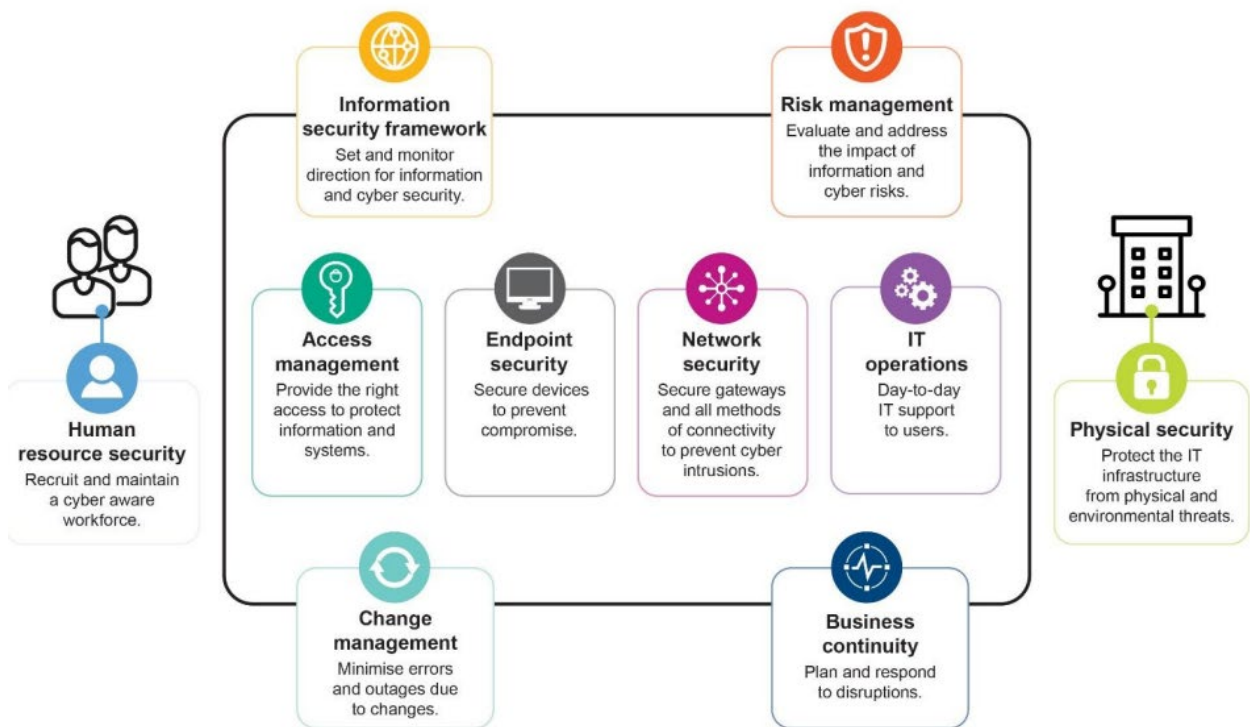 Information
security framework
Set and monitor
direction for information
and cyber security.
Risk management
Evaluate and address
the impact of
information and
cyber risks.
Human
resource security
Recruit and maintain
a cyber aware
workforce.
Access
management
Provide the right
access to protect
information and
systems.
Endpoint
security
Secure devices
to prevent
compromise.
Network
security
Secure gateways
and all methods
of connectivity
to prevent cyber
intrusions.
IT
operations
Day-to-day
IT support
to users.
Physical security
Protect the IT
infrastructure
from physical and
environmental threats.
Change
management
Minimise errors
and outages due
to changes.
Business
continuity
Plan and respond
to disruptions.